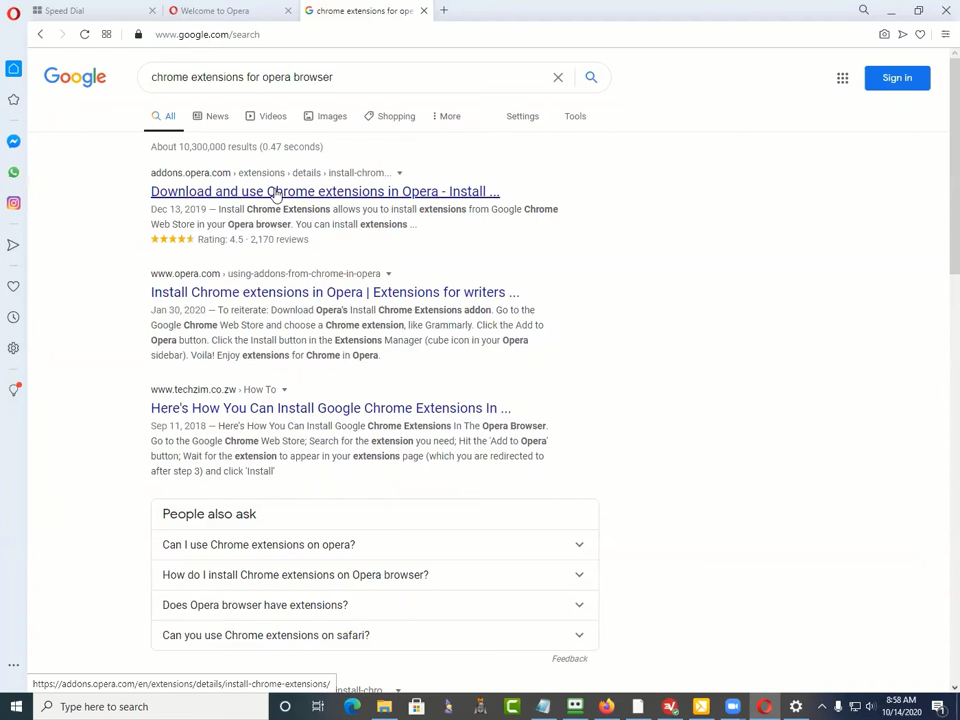 Speed Dial
Welcome to Opera
chrome extensions for ope
www.google.com/search
Google
chrome extensions for opera browser
Sign in
All
News
Videos
Images
Shopping
More
Settings
Tools
About 10,300,000 results (0.47 seconds)
addons.opera.com › extensions › details › install-chrom...
Download and use Chrome extensions in Opera - Install ...
Dec 13, 2019 — Install Chrome Extensions allows you to install extensions from Google Chrome
Web Store in your Opera browser. You can install extensions ...
Rating: 4.5 · 2,170 reviews
www.opera.com › using-addons-from-chrome-in-opera
Install Chrome extensions in Opera | Extensions for writers ...
Jan 30, 2020 — To reiterate: Download Opera's Install Chrome Extensions addon. Go to the
Google Chrome Web Store and choose a Chrome extension, like Grammarly. Click the Add to
Opera button. Click the Install button in the Extensions Manager (cube icon in your Opera
sidebar). Voila! Enjoy extensions for Chrome in Opera.
www.techzim.co.zw › How To
Here's How You Can Install Google Chrome Extensions In ...
Sep 11, 2018 — Here's How You Can Install Google Chrome Extensions In The Opera Browser.
Go to the Google Chrome Web Store; Search for the extension you need; Hit the 'Add to Opera'
button; Wait for the extension to appear in your extensions page (which you are redirected to
after step 3) and click 'Install'
People also ask
Can I use Chrome extensions on opera?
How do I install Chrome extensions on Opera browser?
Does Opera browser have extensions?
Can you use Chrome extensions on safari?
Feedback
https://addons.opera.com/en/extensions/details/install-chrome-extensions/
nstall-chro...
Type here to search
8:58 AM
10/14/2020